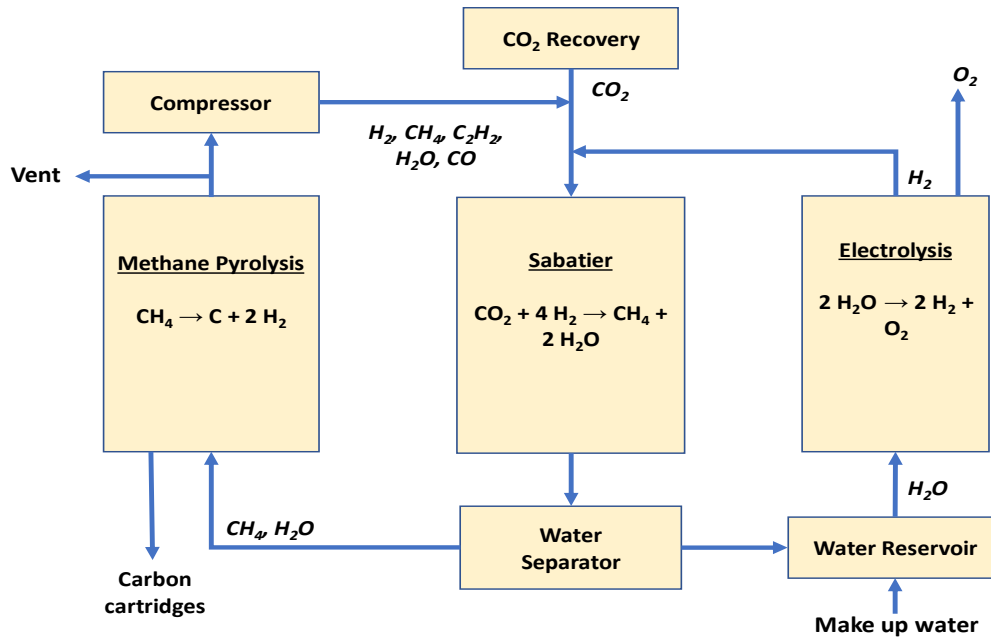 CO₂ Recovery
CO₂
O₂
Compressor
H₂, CH₄, C₂H₂,
H₂O, CO
Vent
H₂
Methane Pyrolysis
CH₄ → C + 2 H₂
Sabatier
CO₂ + 4 H₂ → CH₄ +
2 H₂O
Electrolysis
2 H₂O → 2 H₂ +
O₂
CH₄, H₂O
H₂O
Water
Separator
Water Reservoir
Carbon
cartridges
Make up water